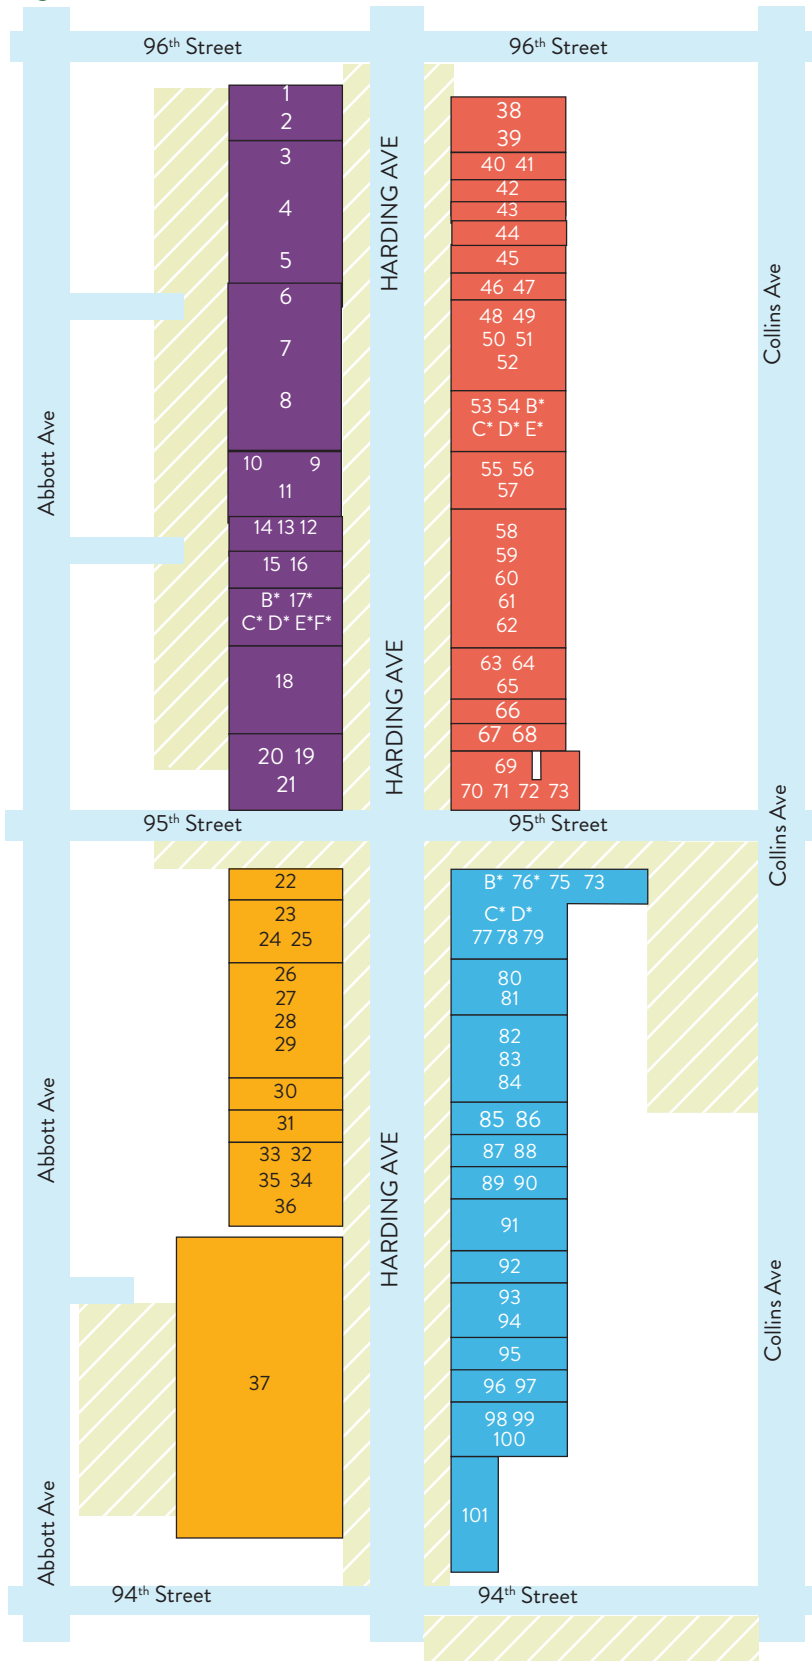 96th Street
96th Street
1
2
3
4
5
6
7
8
10 9
11
14 13 12
15 16
B* 17*
C* D* E*F*
18
20 19
21
HARDING AVE
HARDING AVE
38
39
40 41
42
43
44
45
46 47
48 49
50 51
52
53 54 B*
C* D* E*
55 56
57
58
59
60
61
62
63 64
65
66
67 68
69
70 71 72 73
Abbott Ave
Collins Ave
95th Street
95th Street
Collins Ave
22
23
24 25
26
27
28
29
30
31
33 32
35 34
36
37
HARDING AVE
B* 76* 75 73
C* D*
77 78 79
80
81
82
83
84
85 86
87 88
89 90
91
92
93
94
95
96 97
98 99
100
101
Abbott Ave
Abbott Ave
Collins Ave
94th Street
94th Street